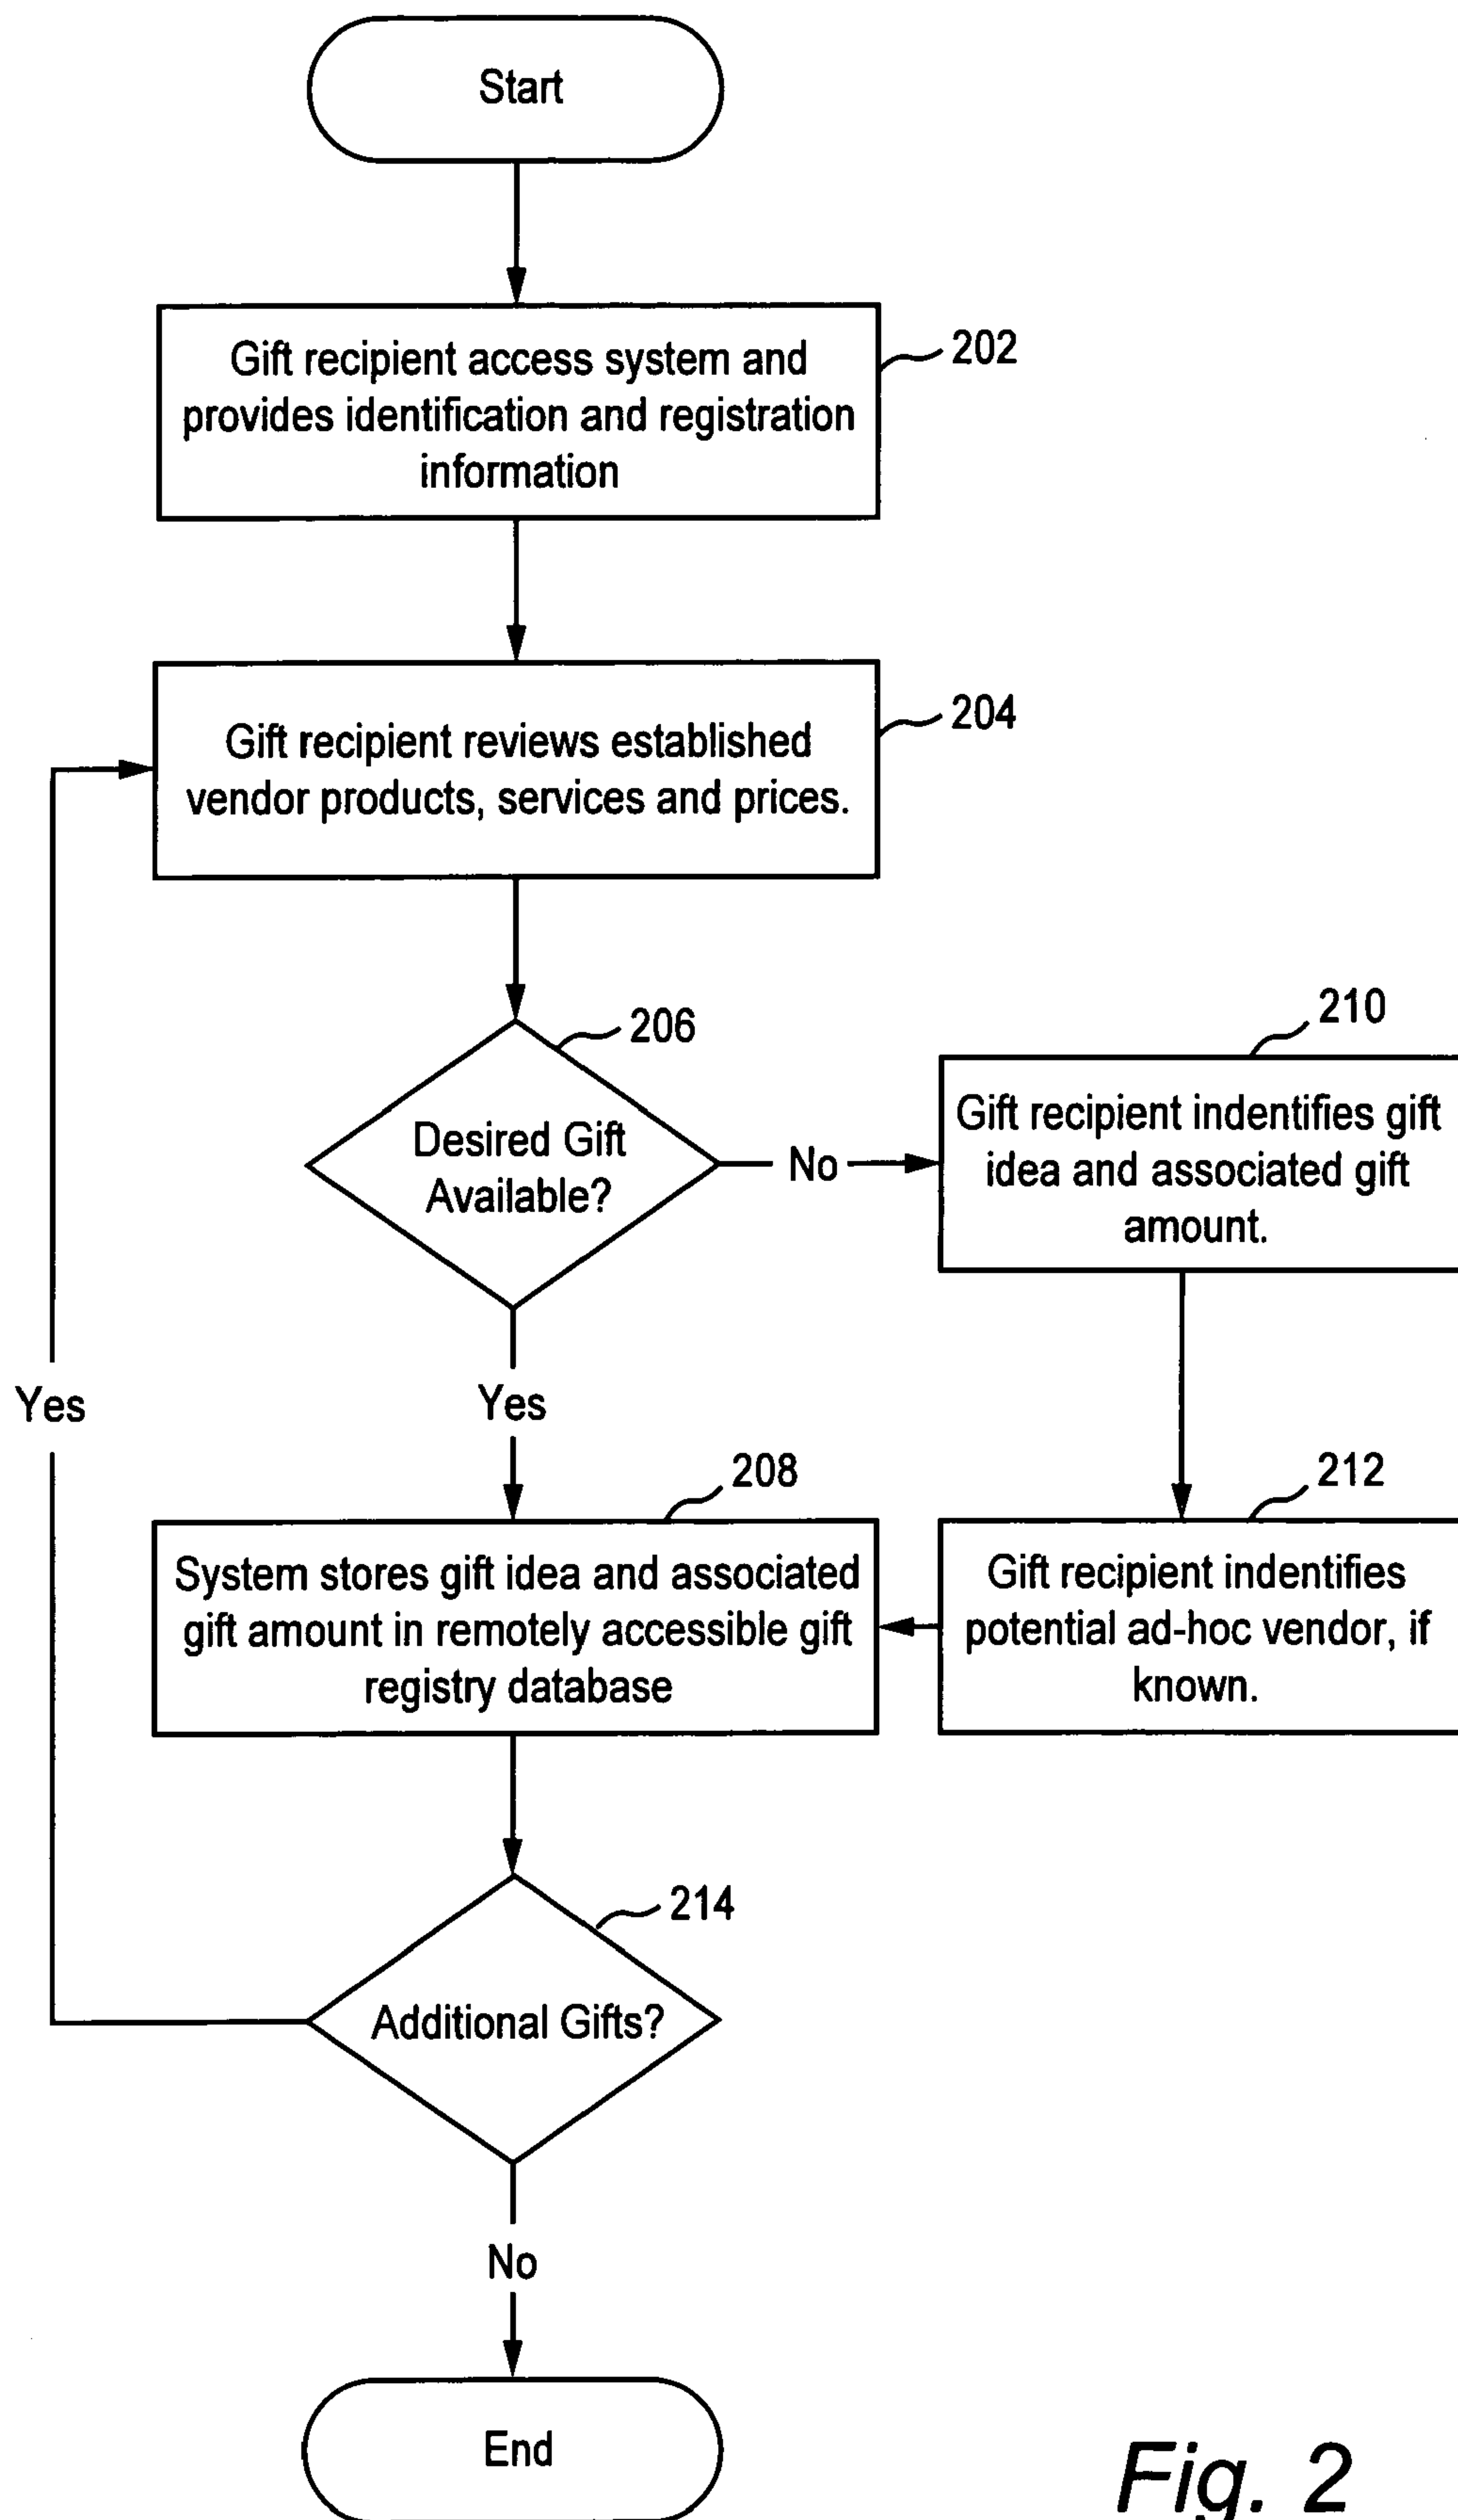 Start
Gift recipient access system and
provides identification and registration
information
202
Gift recipient reviews established
vendor products, services and prices.
204
206
Desired Gift
Available?
No
210
Gift recipient indentifies gift
idea and associated gift
amount.
Yes
Yes
208
System stores gift idea and associated
gift amount in remotely accessible gift
registry database
212
Gift recipient indentifies
potential ad-hoc vendor, if
known.
214
Additional Gifts?
No
End
Fig. 2